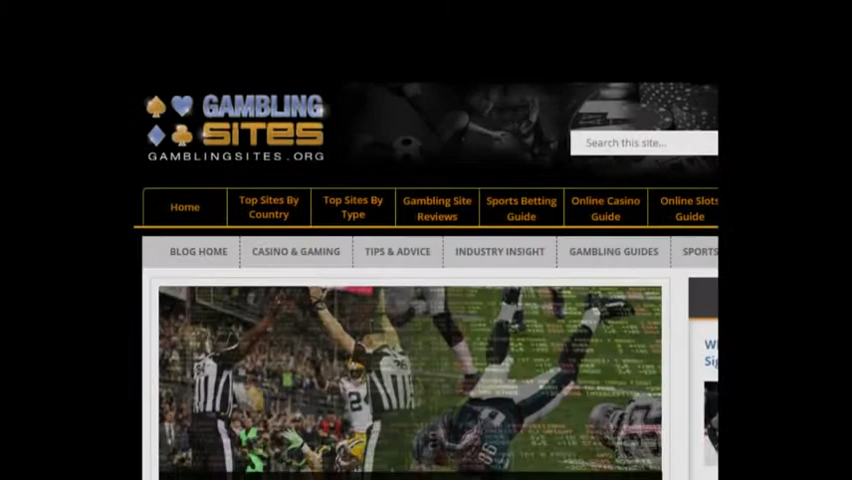 GAMBLING
SITES
GAMBLINGSITES.ORG
Search this site...
Home
Top Sites By Country
Top Sites By Type
Gambling Site Reviews
Sports Betting Guide
Online Casino Guide
Online Slots Guide
BLOG HOME
CASINO & GAMING
TIPS & ADVICE
INDUSTRY INSIGHT
GAMBLING GUIDES
SPORTS
86